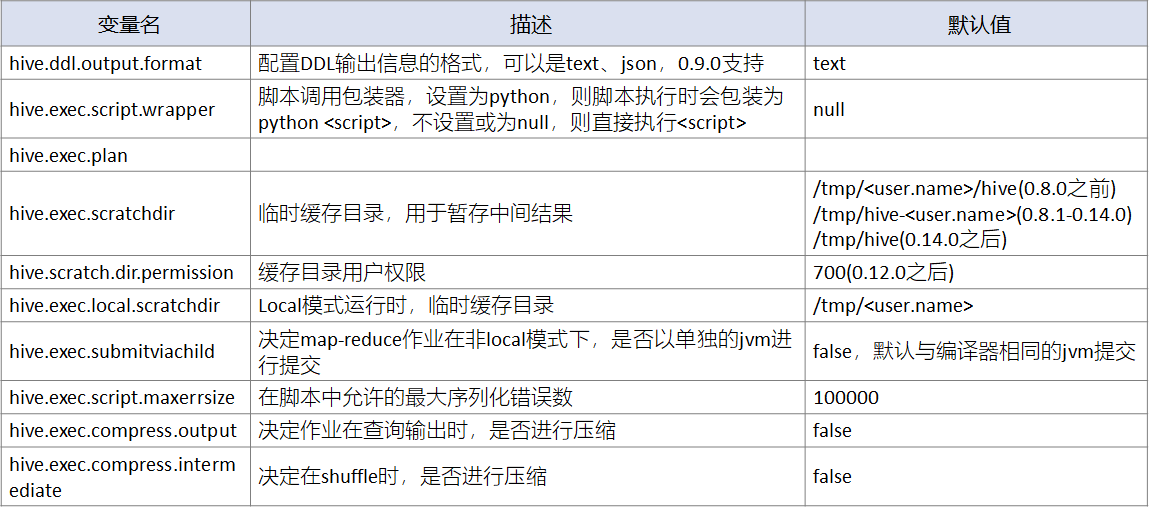 变量名 描述 默认值
hive.ddl.output.format 配置DDL输出信息的格式，可以是text、json，0.9.0支持 text
hive.exec.script.wrapper 脚本调用包装器，设置为python，则脚本执行时会包装为
python <script>，不设置或为null，则直接执行<script> null
hive.exec.plan
hive.exec.scratchdir 临时缓存目录，用于暂存中间结果 /tmp/<user.name>/hive(0.8.0之前)
/tmp/hive-<user.name>(0.8.1-0.14.0)
/tmp/hive(0.14.0之后)
hive.scratch.dir.permission 缓存目录用户权限 700(0.12.0之后)
hive.exec.local.scratchdir Local模式运行时，临时缓存目录 /tmp/<user.name>
hive.exec.submitviachild 决定map-reduce作业在非local模式下，是否以单独的jvm进
行提交 false，默认与编译器相同的jvm提交
hive.exec.script.maxerrsize 在脚本中允许的最大序列化错误数 100000
hive.exec.compress.output 决定作业在查询输出时，是否进行压缩 false
hive.exec.compress.interm
ediate 决定在shuffle时，是否进行压缩 false